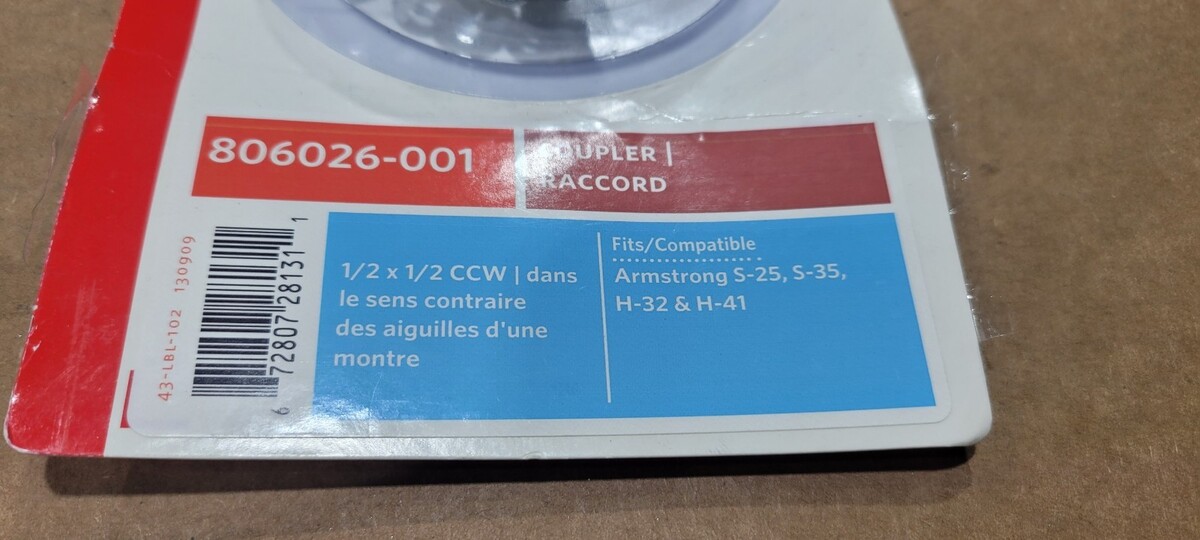 806026-001
COUPLER |
RACCORD
43-LBL-102 130909
6 72807 28131 1
1/2 x 1/2 CCW | dans
le sens contraire
des aiguilles d'une
montre
Fits/Compatible
Armstrong S-25, S-35,
H-32 & H-41